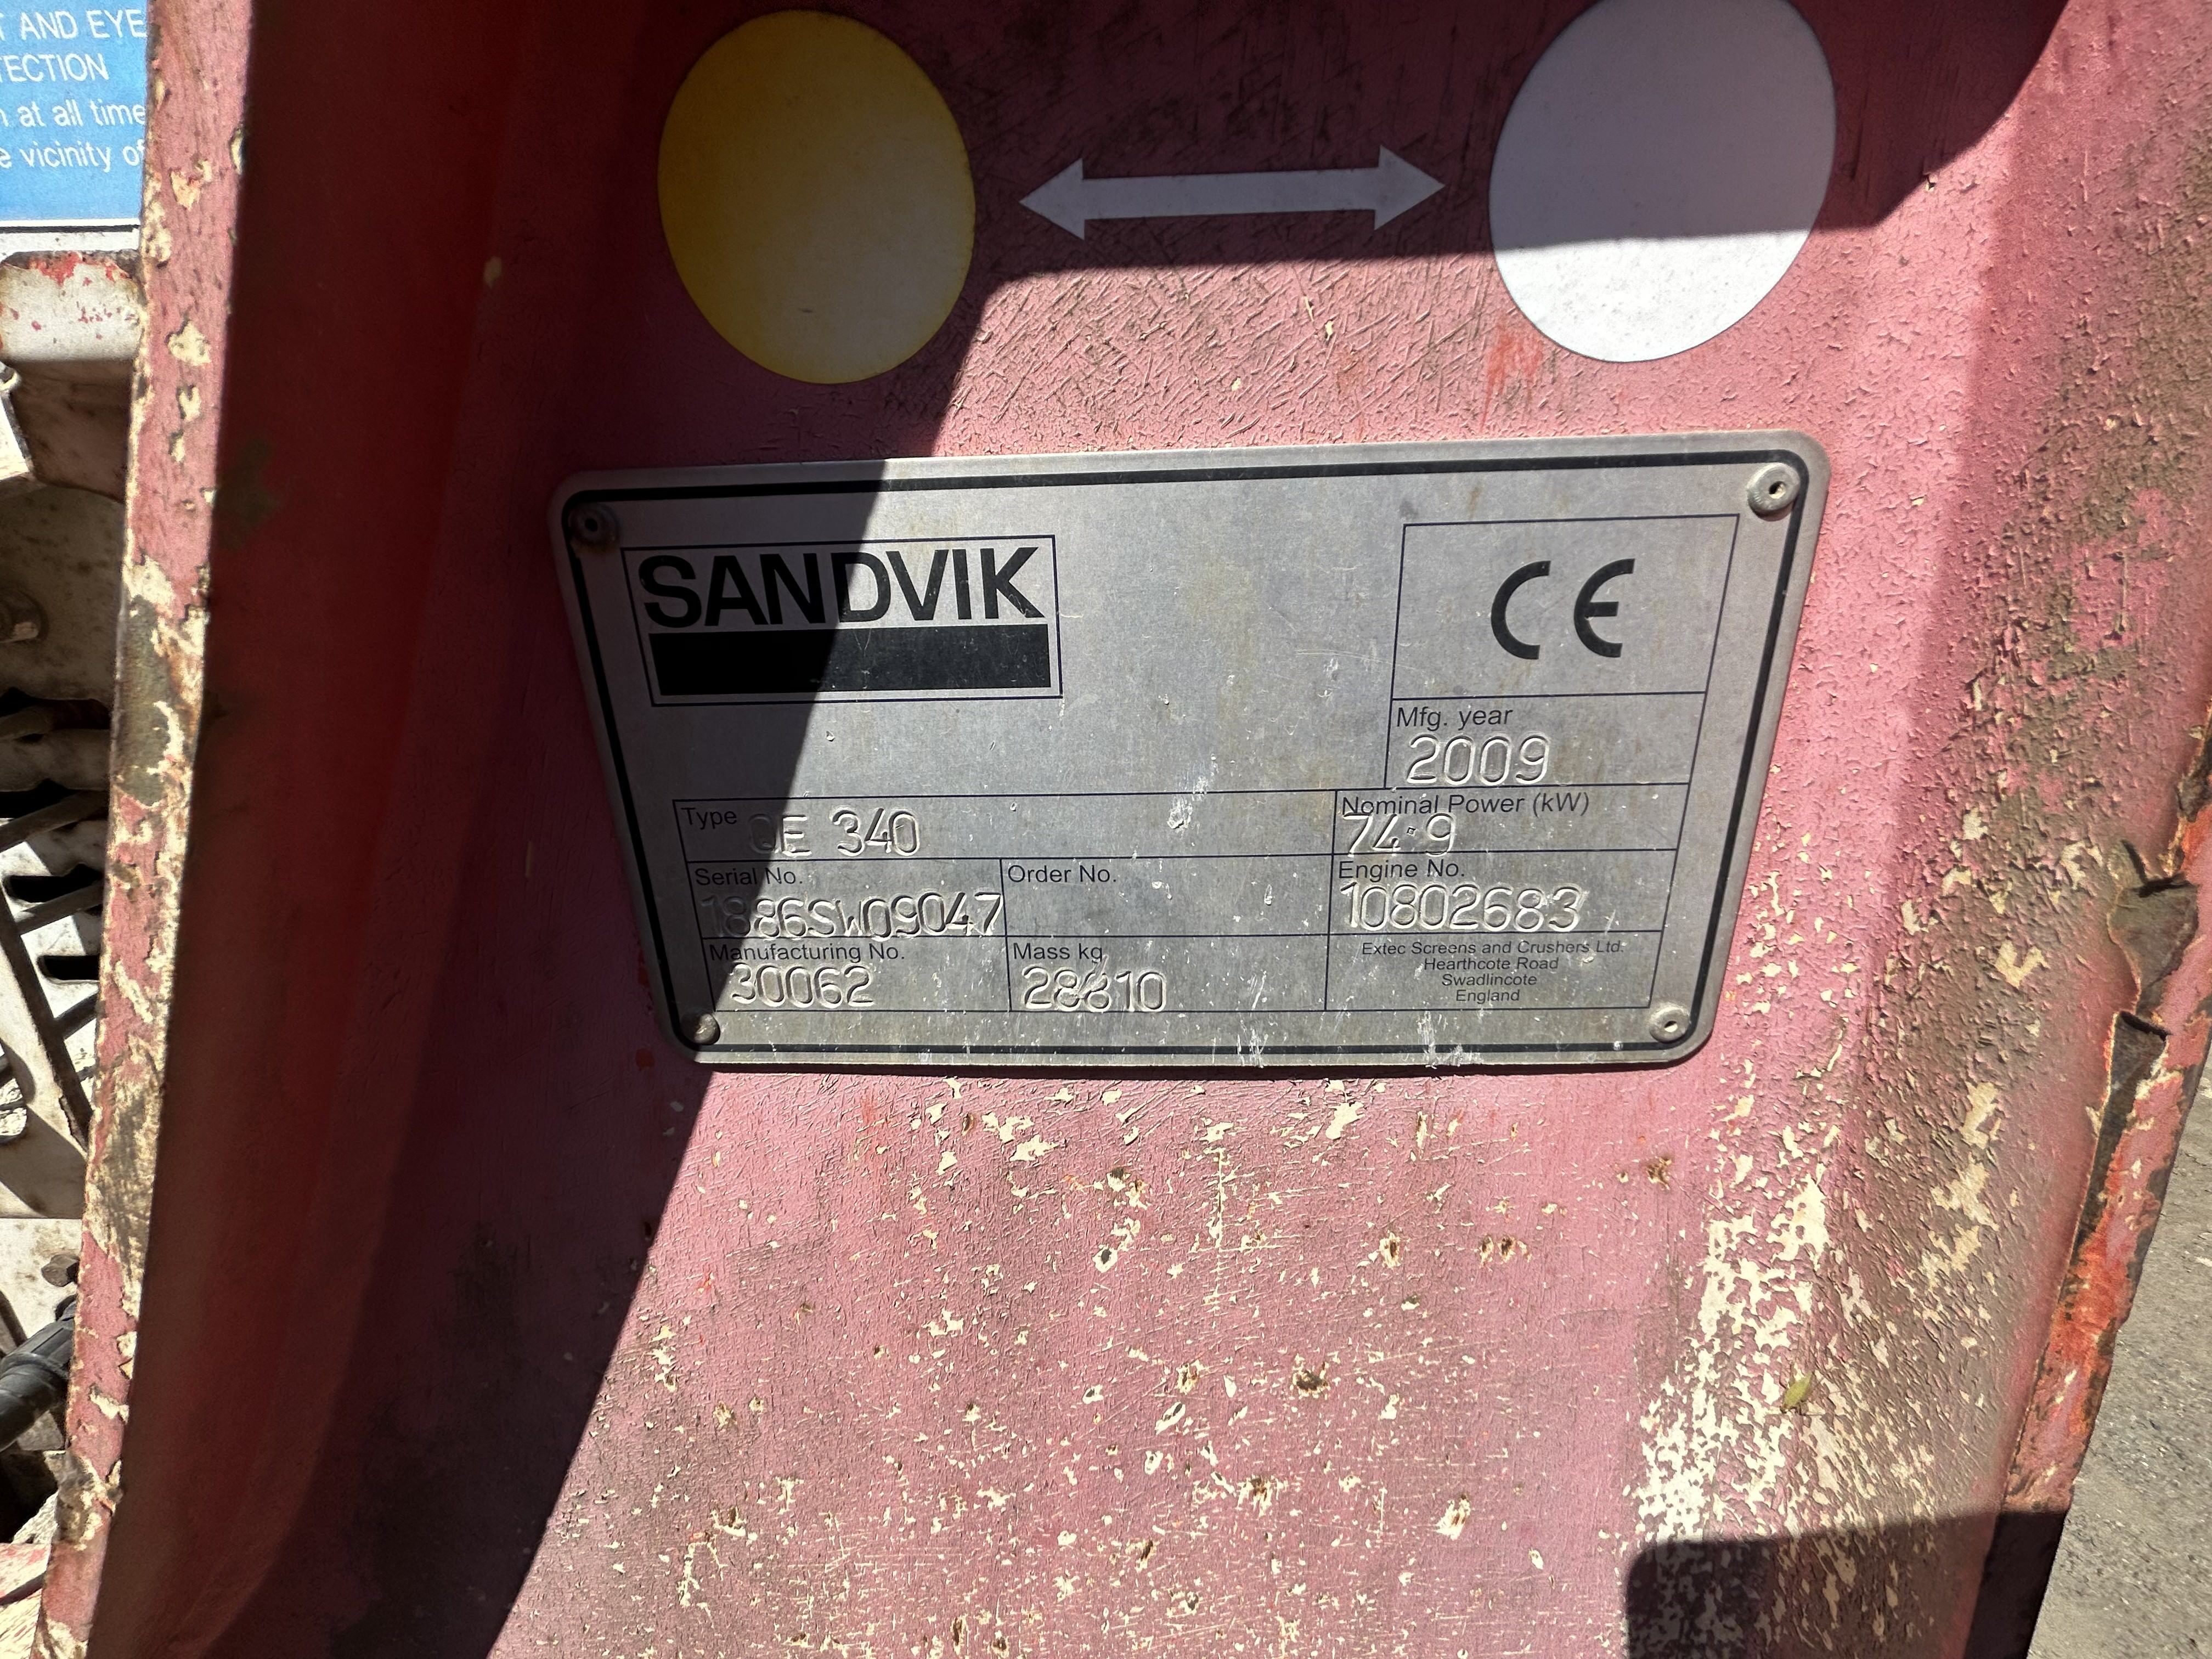 T AND EYE
TECTION
n at all time
e vicinity of
SANDVIK
CE
Mfg. year
2009
Type QE 340
Nominal Power (kW)
74.9
Serial No.
1886SW09047
Order No.
Engine No.
10802683
Manufacturing No.
30062
Mass kg
28610
Extec Screens and Crushers Ltd.
Hearthcote Road
Swadlincote
England